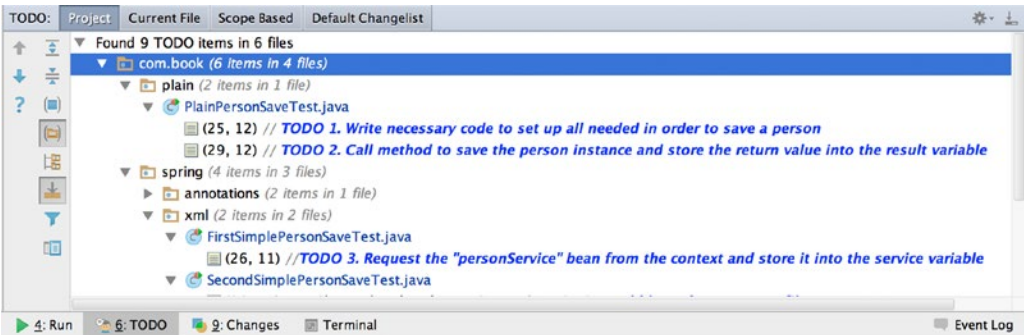 TODO: Project Current File Scope Based Default Changelist
Found 9 TODO items in 6 files
com.book (6 items in 4 files)
plain (2 items in 1 file)
PlainPersonSaveTest.java
(25, 12) // TODO 1. Write necessary code to set up all needed in order to save a person
(29, 12) // TODO 2. Call method to save the person instance and store the return value into the result variable
spring (4 items in 3 files)
annotations (2 items in 1 file)
xml (2 items in 2 files)
FirstSimplePersonSaveTest.java
(26, 11) //TODO 3. Request the "personService" bean from the context and store it into the service variable
SecondSimplePersonSaveTest.java
4: Run 6: TODO 9: Changes Terminal Event Log